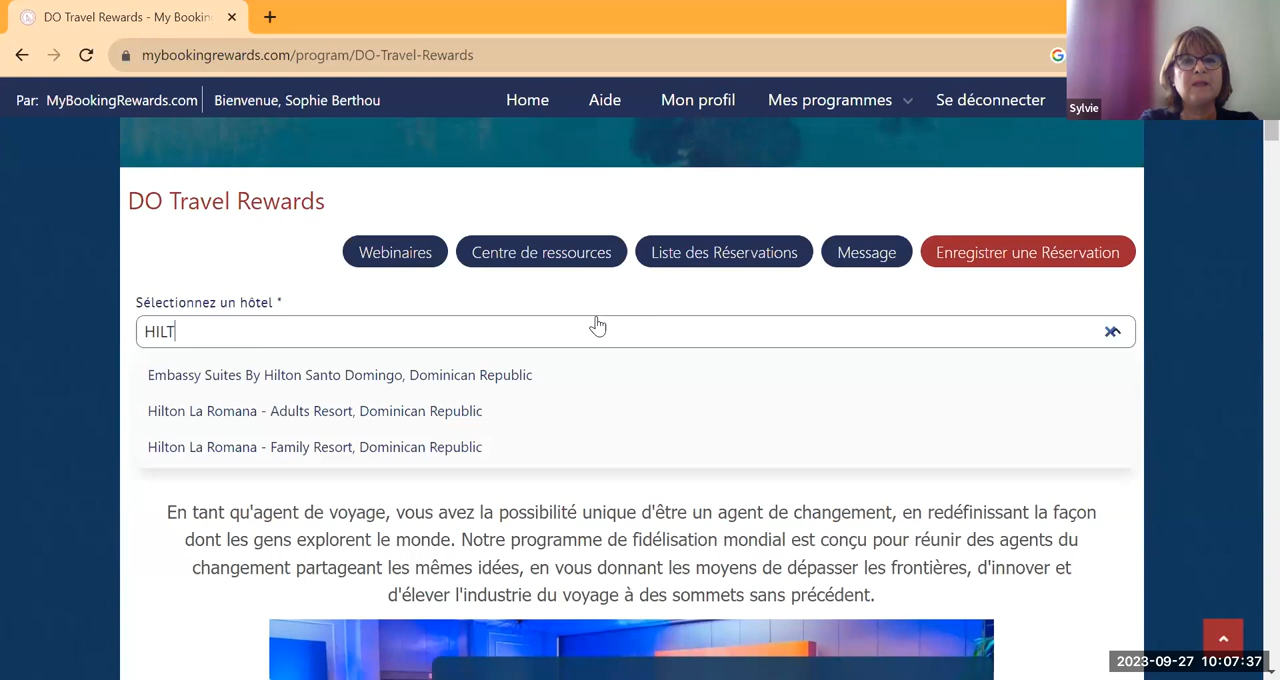 DO Travel Rewards - My Bookin
mybookingrewards.com/program/DO-Travel-Rewards
Par: MyBookingRewards.com Bienvenue, Sophie Berthou Home Aide Mon profil Mes programmes Se déconnecter
Sylvie
DO Travel Rewards
Webinaires Centre de ressources Liste des Réservations Message Enregistrer une Réservation
Sélectionnez un hôtel *
HILT
Embassy Suites By Hilton Santo Domingo, Dominican Republic
Hilton La Romana - Adults Resort, Dominican Republic
Hilton La Romana - Family Resort, Dominican Republic
En tant qu'agent de voyage, vous avez la possibilité unique d'être un agent de changement, en redéfinissant la façon
dont les gens explorent le monde. Notre programme de fidélisation mondial est conçu pour réunir des agents du
changement partageant les mêmes idées, en vous donnant les moyens de dépasser les frontières, d'innover et
d'élever l'industrie du voyage à des sommets sans précédent.
2023-09-27 10:07:37